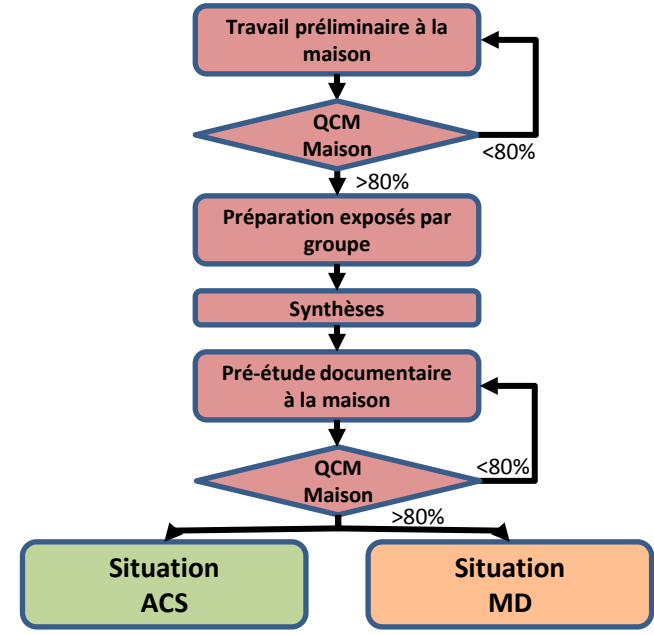 Travail préliminaire à la
maison
QCM
Maison
<80%
>80%
Préparation exposés par
groupe
Synthèses
Pré-étude documentaire
à la maison
QCM
Maison
<80%
>80%
Situation
ACS
Situation
MD